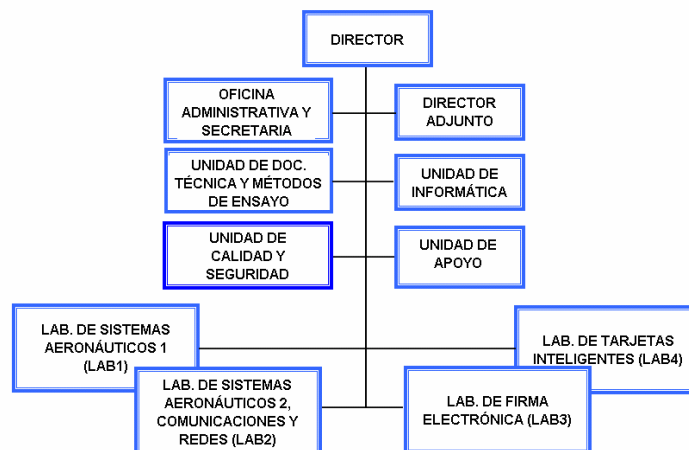 DIRECTOR
OFICINA
ADMINISTRATIVA Y
SECRETARIA
DIRECTOR
ADJUNTO
UNIDAD DE DOC.
TÉCNICA Y MÉTODOS
DE ENSAYO
UNIDAD DE
INFORMÁTICA
UNIDAD DE
CALIDAD Y
SEGURIDAD
UNIDAD DE
APOYO
LAB. DE SISTEMAS
AERONÁUTICOS 1
(LAB1)
LAB. DE TARJETAS
INTELIGENTES (LAB4)
LAB. DE SISTEMAS
AERONÁUTICOS 2,
COMUNICACIONES Y
REDES (LAB2)
LAB. DE FIRMA
ELECTRÓNICA (LAB3)